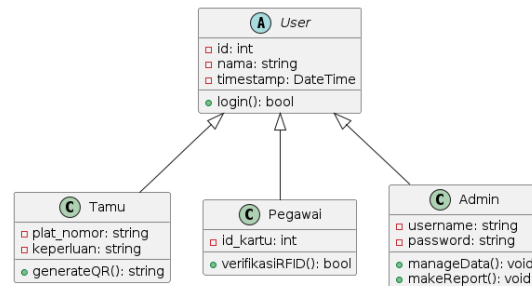 A User
id: int
nama: string
timestamp: DateTime
login(): bool
C Tamu
plat_nomor: string
keperluan: string
generateQR(): string
C Pegawai
id_kartu: int
verifikasiRFID(): bool
C Admin
username: string
password: string
manageData(): void
makeReport(): void